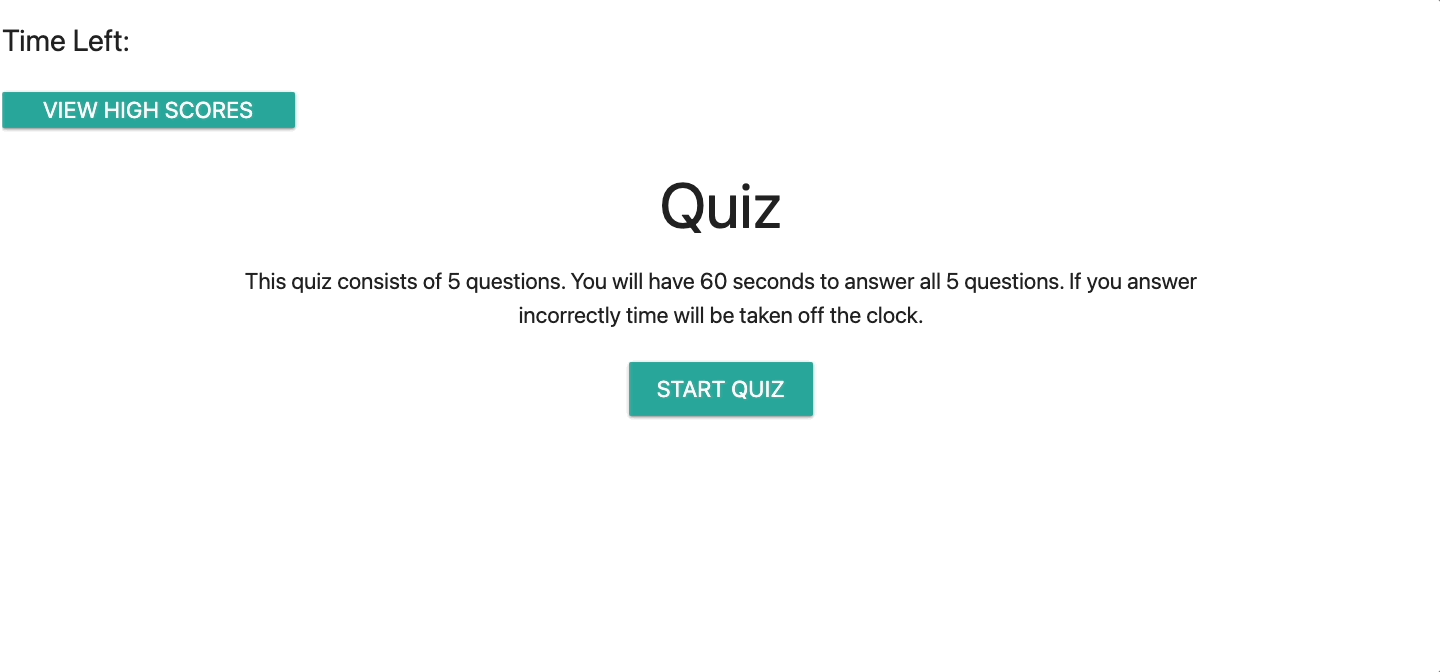 Time Left:
VIEW HIGH SCORES
Quiz
This quiz consists of 5 questions. You will have 60 seconds to answer all 5 questions. If you answer
incorrectly time will be taken off the clock.
START QUIZ